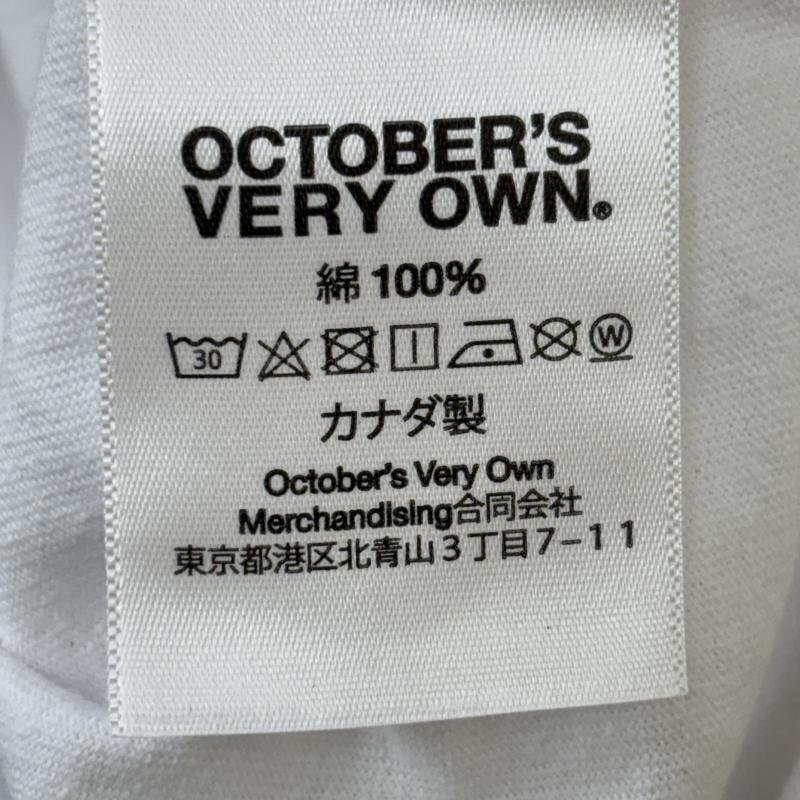 OCTOBER'S
VERY OWN.®
綿 100%
30 W
カナダ製
October's Very Own
Merchandising合同会社
東京都港区北青山3丁目7-11